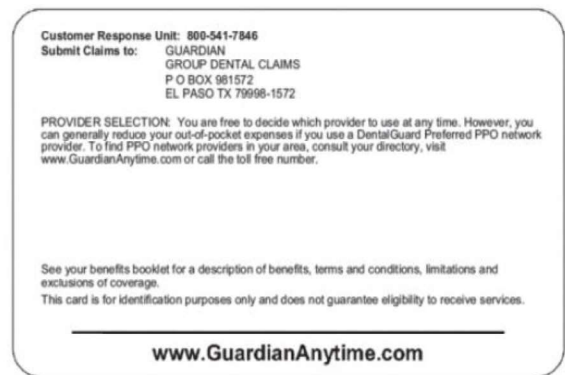 Customer Response Unit: 800-541-7846
Submit Claims to: GUARDIAN
GROUP DENTAL CLAIMS
P O BOX 981572
EL PASO TX 79998-1572
PROVIDER SELECTION: You are free to decide which provider to use at any time. However, you
can generally reduce your out-of-pocket expenses if you use a DentalGuard Preferred PPO network
provider. To find PPO network providers in your area, consult your directory, visit
www.GuardianAnytime.com or call the toll free number.
See your benefits booklet for a description of benefits, terms and conditions, limitations and
exclusions of coverage.
This card is for identification purposes only and does not guarantee eligibility to receive services.
www.GuardianAnytime.com